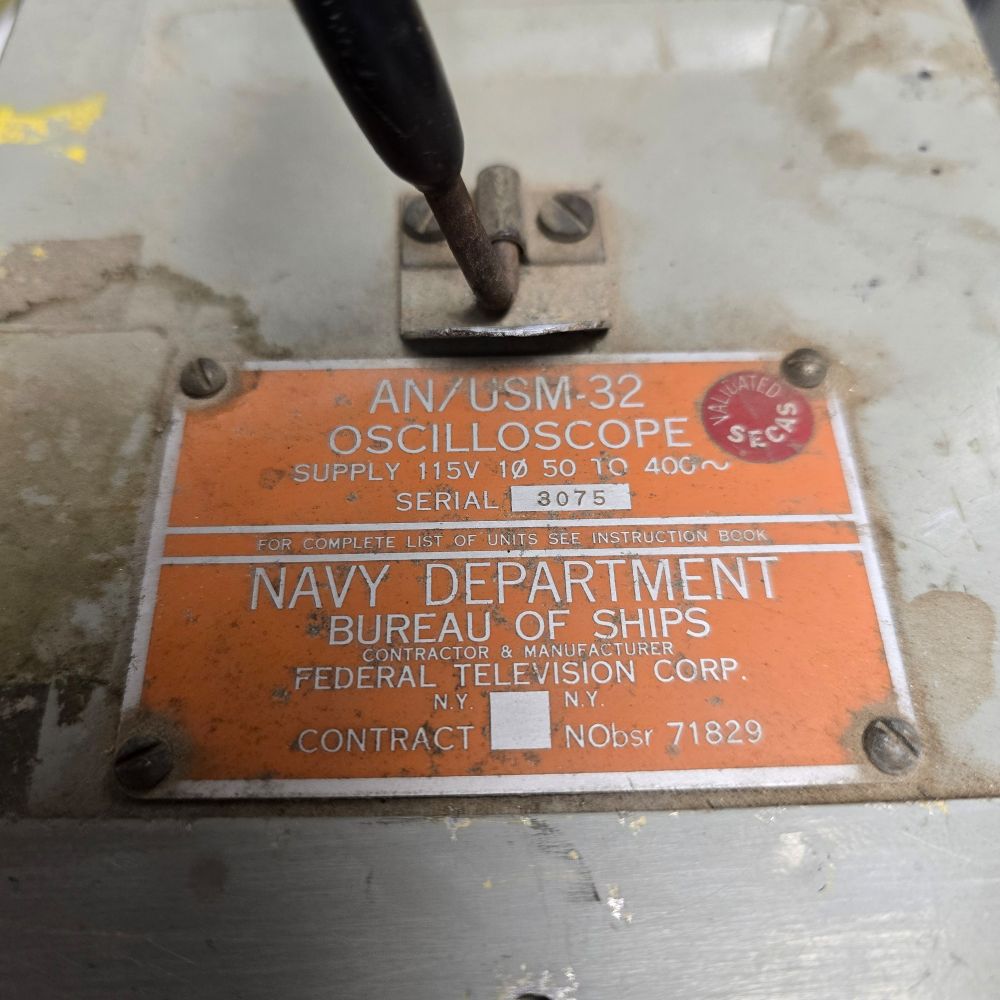 AN/USM-32
OSCILLOSCOPE
VALIDATED
SECAS
SUPPLY 115V 1Ø 50 TO 400~
SERIAL 3075
FOR COMPLETE LIST OF UNITS SEE INSTRUCTION BOOK
NAVY DEPARTMENT
BUREAU OF SHIPS
CONTRACTOR & MANUFACTURER
FEDERAL TELEVISION CORP.
N.Y. N.Y.
CONTRACT NObsr 71829